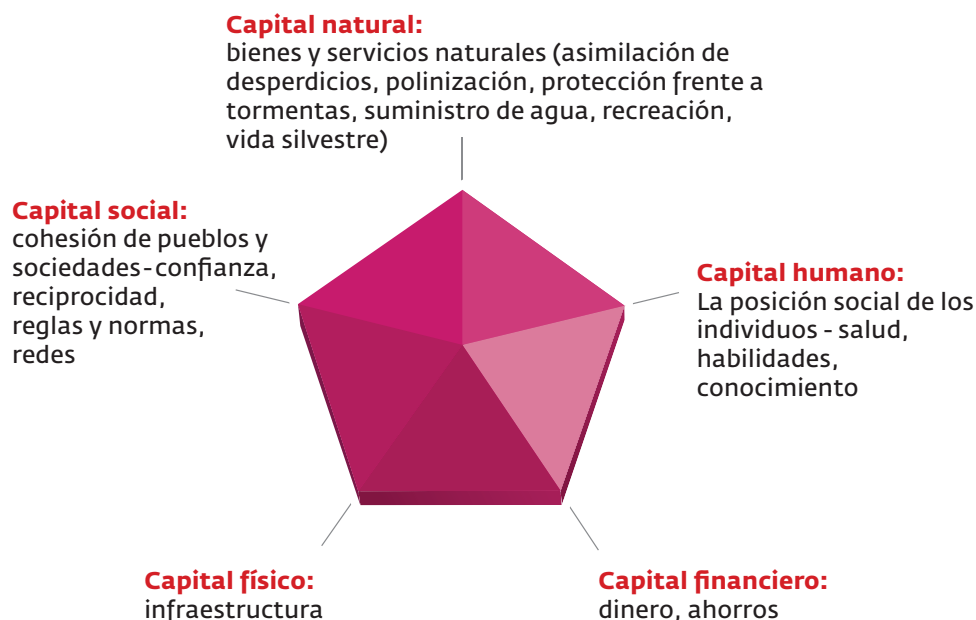 Capital natural:
bienes y servicios naturales (asimilación de
desperdicios, polinización, protección frente a
tormentas, suministro de agua, recreación,
vida silvestre)
Capital social:
cohesión de pueblos y
sociedades-confianza,
reciprocidad,
reglas y normas,
redes
Capital humano:
La posición social de los
individuos - salud,
habilidades,
conocimiento
Capital físico:
infraestructura
Capital financiero:
dinero, ahorros